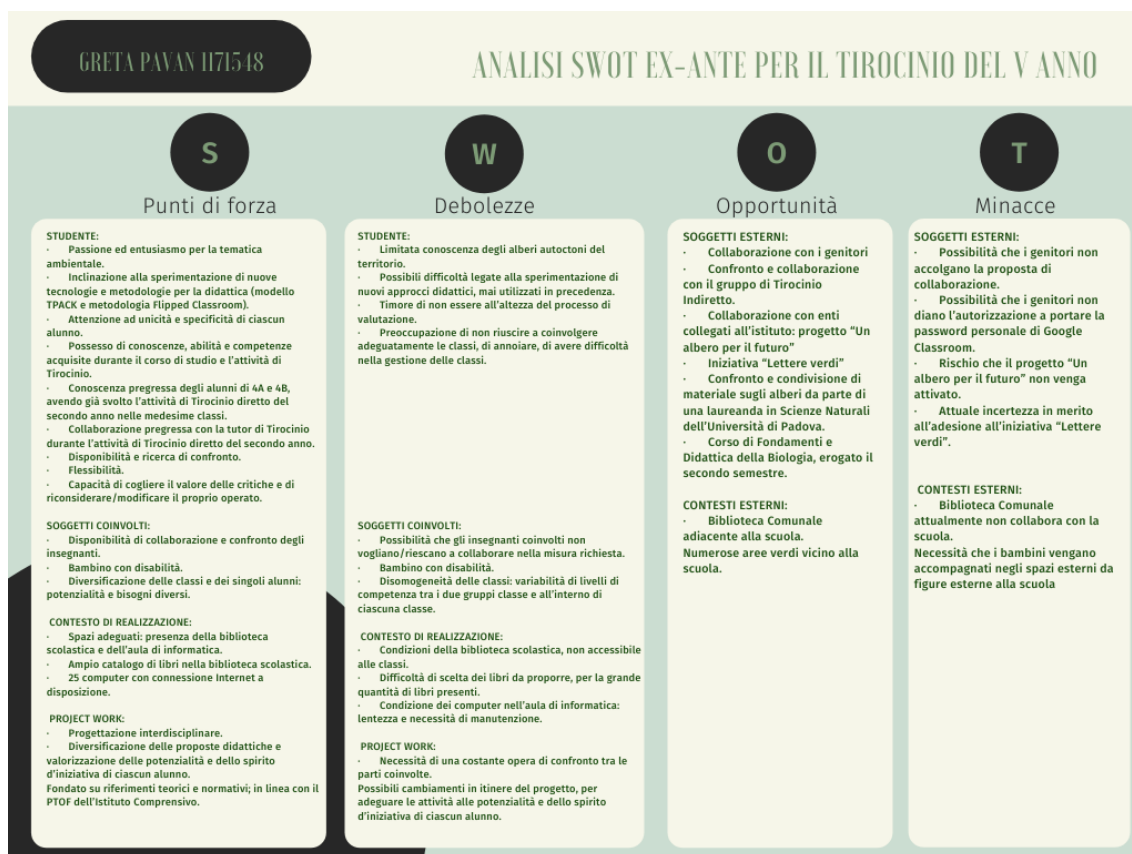 GRETA PAVAN 1171548
ANALISI SWOT EX-ANTE PER IL TIROCINIO DEL V ANNO
S
Punti di forza
STUDENTE:
· Passione ed entusiasmo per la tematica
ambientale.
· Inclinazione alla sperimentazione di nuove
tecnologie e metodologie per la didattica (modello
TPACK e metodologia Flipped Classroom).
· Attenzione ad unicità e specificità di ciascun
alunno.
· Possesso di conoscenze, abilità e competenze
acquisite durante il corso di studio e l'attività di
Tirocinio.
· Conoscenza pregressa degli alunni di 4A e 4B,
avendo già svolto l'attività di Tirocinio diretto del
secondo anno nelle medesime classi.
· Collaborazione pregressa con la tutor di Tirocinio
durante l'attività di Tirocinio diretto del secondo anno.
· Disponibilità e ricerca di confronto.
· Flessibilità.
· Capacità di cogliere il valore delle critiche e di
riconsiderare/modificare il proprio operato.
SOGGETTI COINVOLTI:
· Disponibilità di collaborazione e confronto degli
insegnanti.
· Bambino con disabilità.
· Diversificazione delle classi e dei singoli alunni:
potenzialità e bisogni diversi.
CONTESTO DI REALIZZAZIONE:
· Spazi adeguati: presenza della biblioteca
scolastica e dell'aula di informatica.
· Ampio catalogo di libri nella biblioteca scolastica.
· 25 computer con connessione Internet a
disposizione.
PROJECT WORK:
· Progettazione interdisciplinare.
· Diversificazione delle proposte didattiche e
valorizzazione delle potenzialità e dello spirito
d'iniziativa di ciascun alunno.
Fondato su riferimenti teorici e normativi; in linea con il
PTOF dell'Istituto Comprensivo.
W
Debolezze
STUDENTE:
· Limitata conoscenza degli alberi autoctoni del
territorio.
· Possibili difficoltà legate alla sperimentazione di
nuovi approcci didattici, mai utilizzati in precedenza.
· Timore di non essere all'altezza del processo di
valutazione.
· Preoccupazione di non riuscire a coinvolgere
adeguatamente le classi, di annoiare, di avere difficoltà
nella gestione delle classi.
SOGGETTI COINVOLTI:
· Possibilità che gli insegnanti coinvolti non
vogliano/riescano a collaborare nella misura richiesta.
· Bambino con disabilità.
· Disomogeneità delle classi: variabilità di livelli di
competenza tra i due gruppi classe e all'interno di
ciascuna classe.
CONTESTO DI REALIZZAZIONE:
· Condizioni della biblioteca scolastica, non accessibile
alle classi.
· Difficoltà di scelta dei libri da proporre, per la grande
quantità di libri presenti.
· Condizione dei computer nell'aula di informatica:
lentezza e necessità di manutenzione.
PROJECT WORK:
· Necessità di una costante opera di confronto tra le
parti coinvolte.
Possibili cambiamenti in itinere del progetto, per
adeguare le attività alle potenzialità e dello spirito
d'iniziativa di ciascun alunno.
O
Opportunità
SOGGETTI ESTERNI:
· Collaborazione con i genitori
· Confronto e collaborazione
con il gruppo di Tirocinio
Indiretto.
· Collaborazione con enti
collegati all'istituto: progetto “Un
albero per il futuro”
· Iniziativa “Lettere verdi”
· Confronto e condivisione di
materiale sugli alberi da parte di
una laureanda in Scienze Naturali
dell'Università di Padova.
· Corso di Fondamenti e
Didattica della Biologia, erogato il
secondo semestre.
CONTESTI ESTERNI:
· Biblioteca Comunale
adiacente alla scuola.
Numerose aree verdi vicino alla
scuola.
T
Minacce
SOGGETTI ESTERNI:
· Possibilità che i genitori non
accolgano la proposta di
collaborazione.
· Possibilità che i genitori non
diano l'autorizzazione a portare la
password personale di Google
Classroom.
· Rischio che il progetto “Un
albero per il futuro” non venga
attivato.
· Attuale incertezza in merito
all'adesione all'iniziativa “Lettere
verdi”.
CONTESTI ESTERNI:
· Biblioteca Comunale
attualmente non collabora con la
scuola.
Necessità che i bambini vengano
accompagnati negli spazi esterni da
figure esterne alla scuola